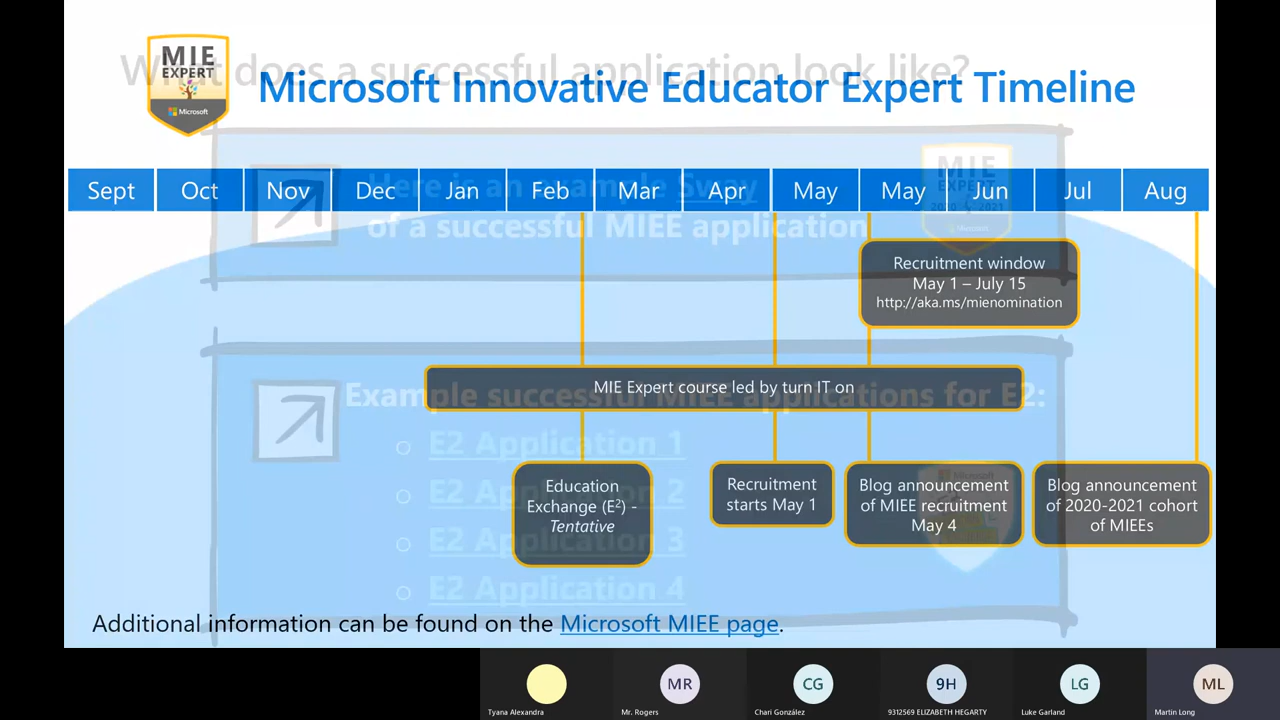 MIE
EXPERT
Microsoft
What does a successful application look like?
Microsoft Innovative Educator Expert Timeline
Sept Oct Nov Dec Jan Feb Mar Apr May May Jun Jul Aug
MIE
EXPERT
2020 2021
Microsoft
Here is an example Sway
of a successful MIEE application
Recruitment window
May 1 – July 15
http://aka.ms/mienomination
MIE Expert course led by turn IT on
Example successful MIEE applications for E2:
E2 Application 1
E2 Application 2
E2 Application 3
E2 Application 4
Education
Exchange (E²) -
Tentative
Recruitment
starts May 1
Blog announcement
of MIEE recruitment
May 4
Blog announcement
of 2020-2021 cohort
of MIEEs
Additional information can be found on the Microsoft MIEE page.
MR CG 9H LG ML
Tyana Alexandra Mr. Rogers Chari González 9312569 ELIZABETH HEGARTY Luke Garland Martin Long